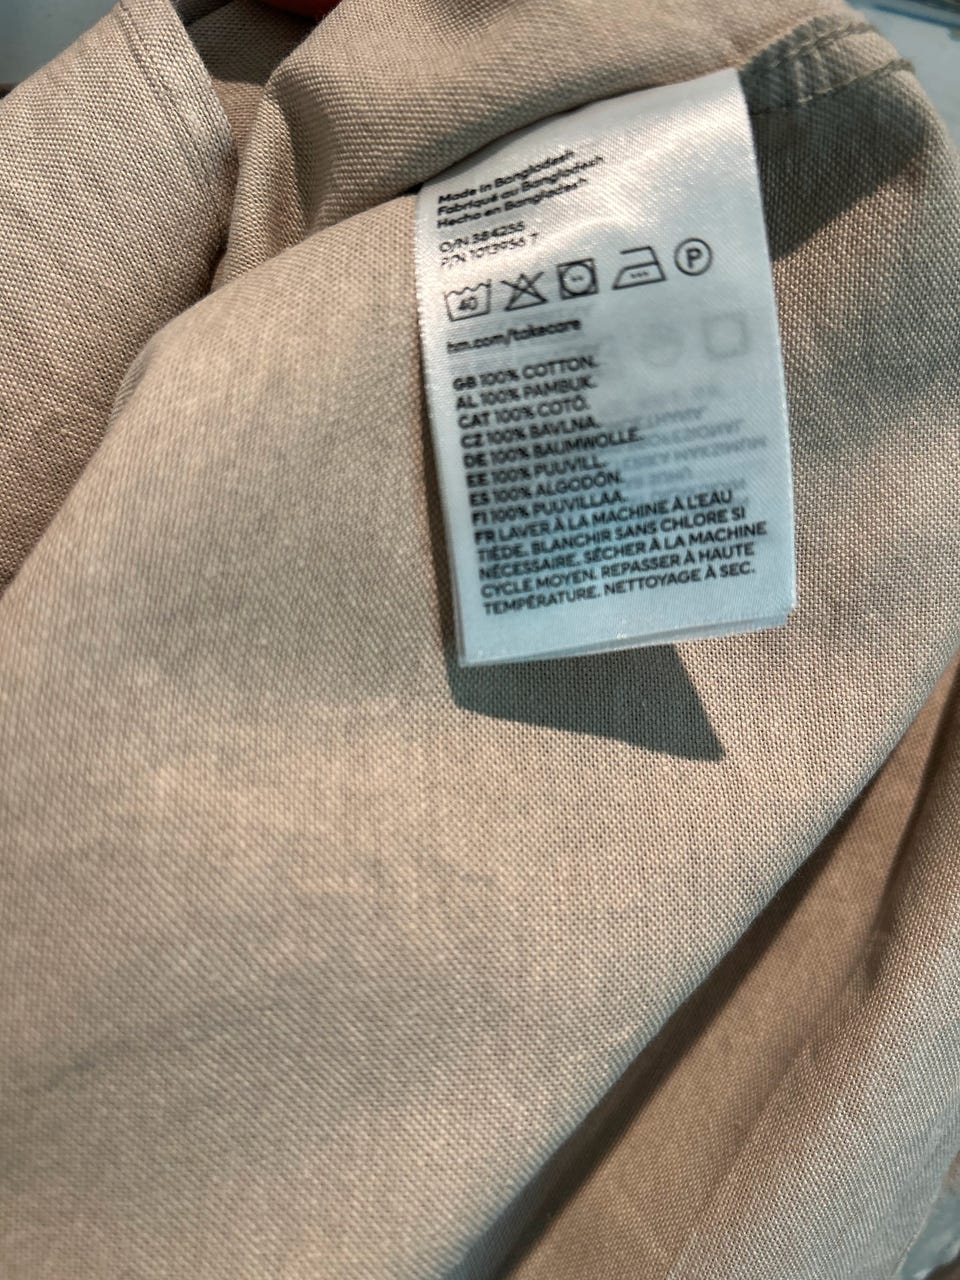 Made in Bangladesh
Fabriqué au Bangladesh
Hecho en Bangladesh
O/N 384256
P/N
40
P
hm.com/takecare
GB 100% COTTON.
AL 100% PAMBUK.
CAT 100% COTÓ.
CZ 100% BAVLNA.
DE 100% BAUMWOLLE.
EE 100% PUUVILL.
ES 100% ALGODÓN.
FI 100% PUUVILLAA.
FR LAVER À LA MACHINE À L'EAU
TIÈDE. BLANCHIR SANS CHLORE SI
NÉCESSAIRE. SÉCHER À LA MACHINE
CYCLE MOYEN. REPASSER À HAUTE
TEMPÉRATURE. NETTOYAGE À SEC.